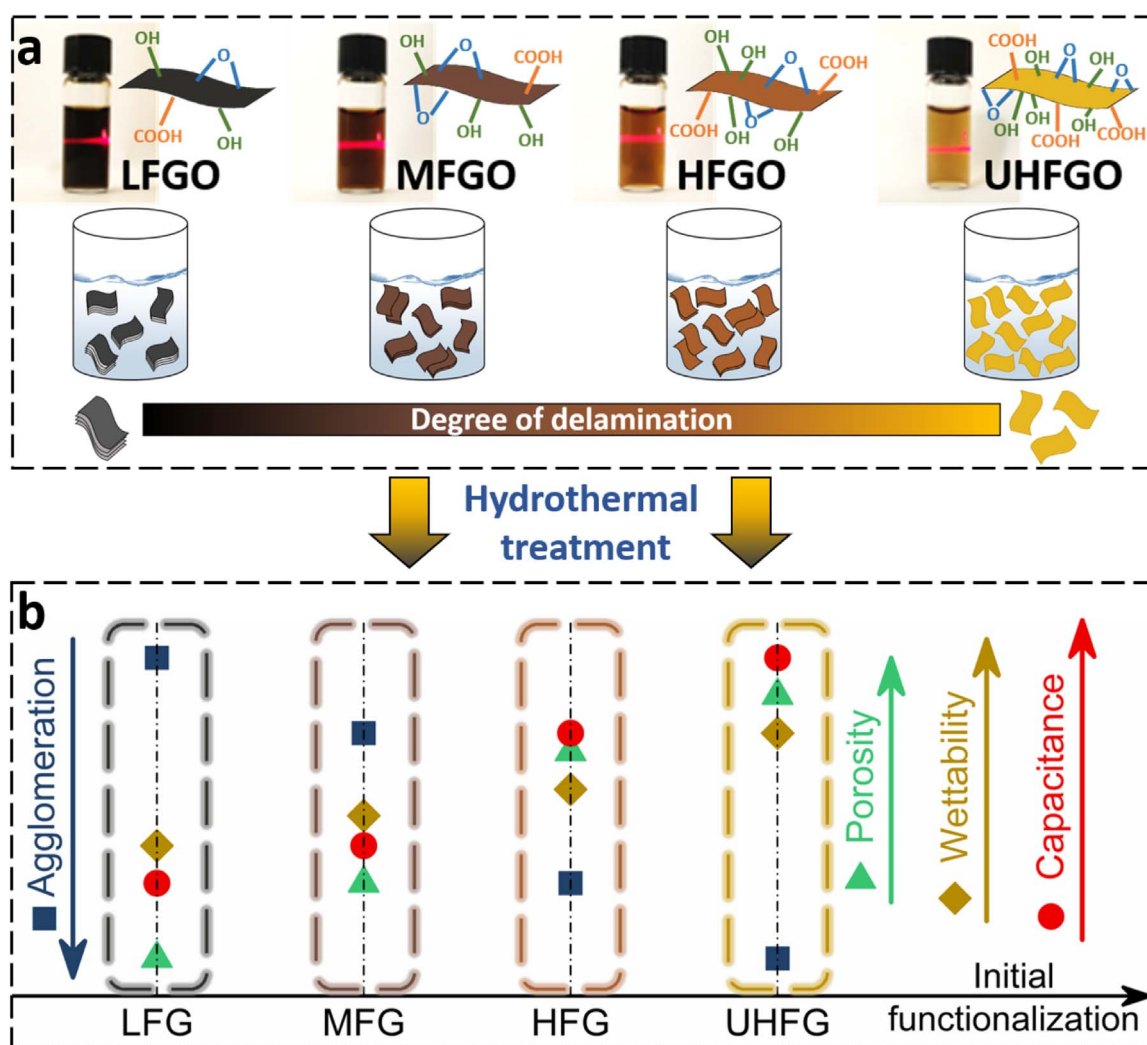 a
OH
O
COOH
OH
LFGO
OH
O
COOH
O
OH
OH
MFGO
OH
OH
O
COOH
COOH
OH
OH
O
OH
HFGO
COOH
OH
O
OH
O
O
OH
OH
COOH
OH
COOH
UHFGO
Degree of delamination
Hydrothermal
treatment
b
Agglomeration
Porosity
Wettability
Capacitance
LFG
MFG
HFG
UHFG
Initial
functionalization